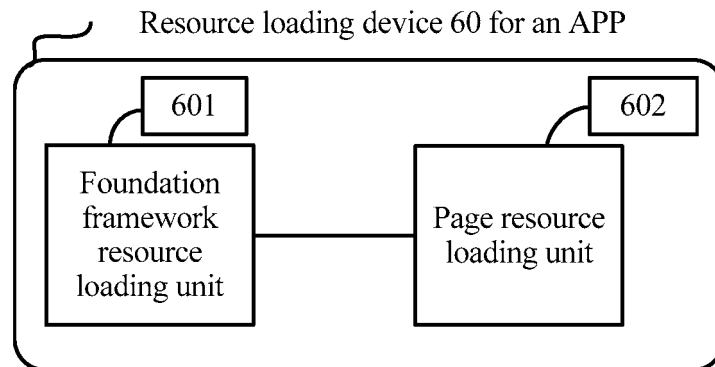 Resource loading device 60 for an APP
601
602
Foundation
framework
resource
loading unit
Page resource
loading unit